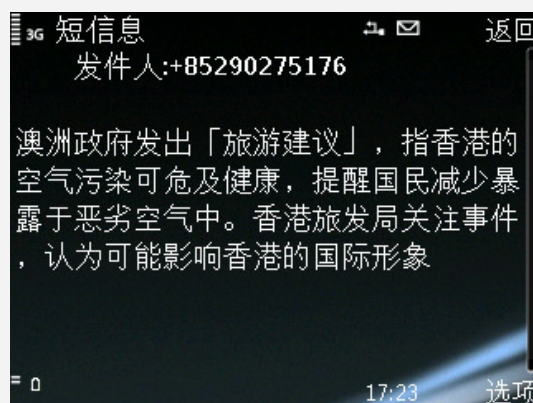 3G 短信息 返回
发件人:+85290275176
澳洲政府发出「旅游建议」，指香港的
空气污染可危及健康，提醒国民减少暴
露于恶劣空气中。香港旅发局关注事件
，认为可能影响香港的国际形象
17:23 选项